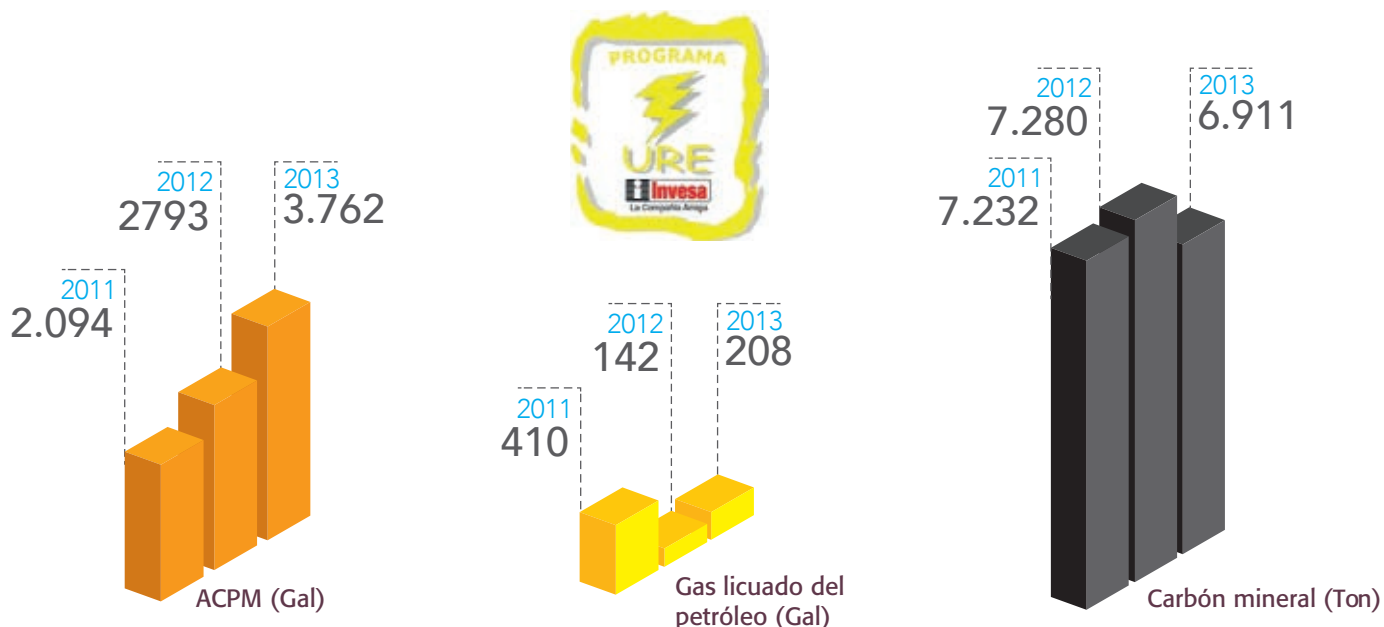 PROGRAMA
URE
Invesa
La Compañía Amiga
2011
2.094
2012
2793
2013
3.762
ACPM (Gal)
2011
410
2012
142
2013
208
Gas licuado del
petróleo (Gal)
2011
7.232
2012
7.280
2013
6.911
Carbón mineral (Ton)